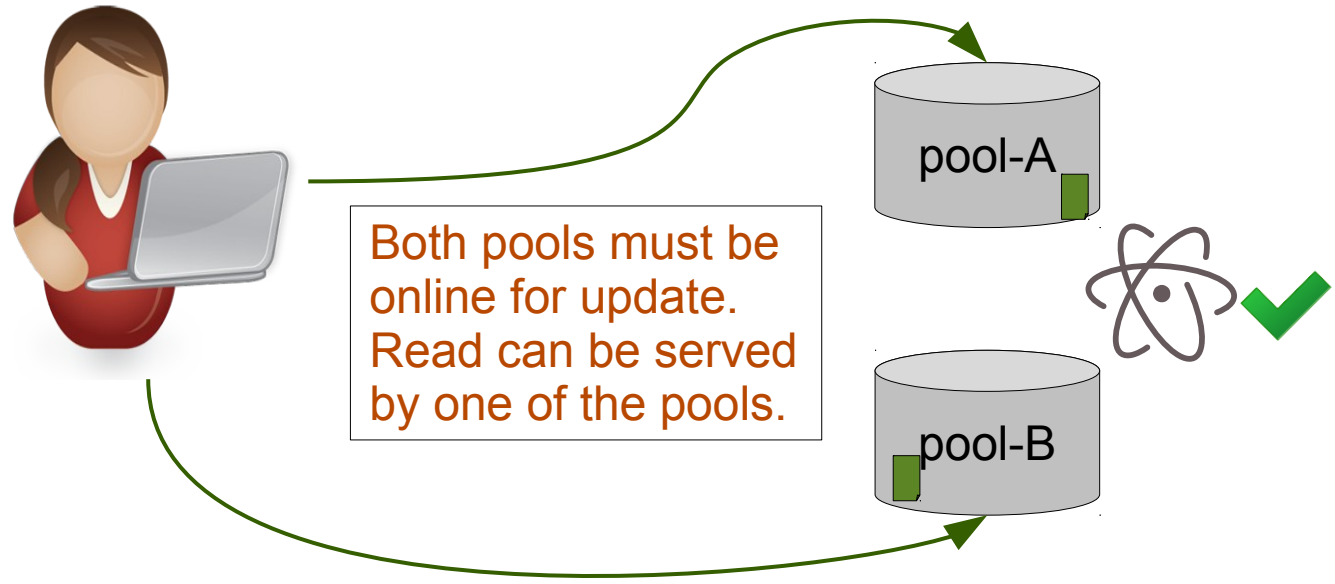 pool-A
Both pools must be
online for update.
Read can be served
by one of the pools.
pool-B